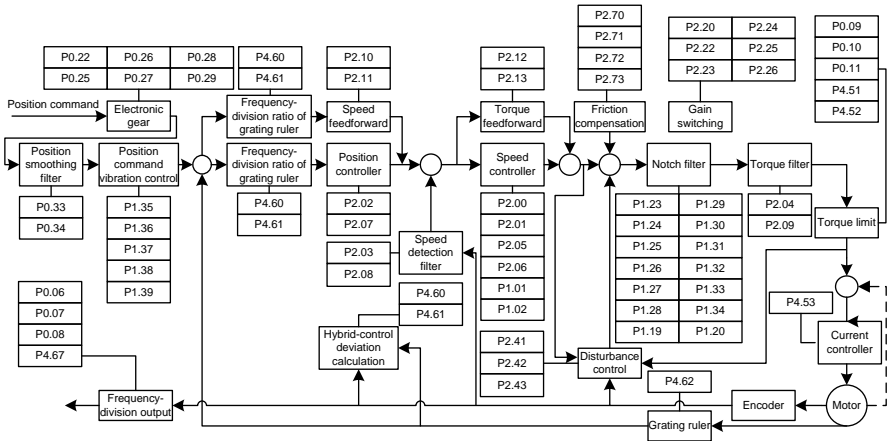 P0.22
P0.26
P0.28
P0.25
P0.27
P0.29
P4.60
P4.61
P2.10
P2.11
P2.12
P2.13
P2.70
P2.71
P2.72
P2.73
P2.20
P2.24
P2.22
P2.25
P2.23
P2.26
P0.09
P0.10
P0.11
P4.51
P4.52
Position command
Electronic
gear
Frequency-
division ratio of
grating ruler
Speed
feedforward
Torque
feedforward
Friction
compensation
Gain
switching
Position
smoothing
filter
Position
command
vibration control
Frequency-
division ratio of
grating ruler
Position
controller
Speed
controller
Notch filter
Torque filter
P0.33
P0.34
P1.35
P1.36
P1.37
P1.38
P1.39
P4.60
P4.61
P2.02
P2.07
P2.03
P2.08
Speed
detection
filter
P2.00
P2.01
P2.05
P2.06
P1.01
P1.02
P1.23
P1.29
P1.24
P1.30
P1.25
P1.31
P1.26
P1.32
P1.27
P1.33
P1.28
P1.34
P1.19
P1.20
P2.04
P2.09
Torque limit
P0.06
P0.07
P0.08
P4.67
P4.60
P4.61
Hybrid-control
deviation
calculation
P2.41
P2.42
P2.43
Disturbance
control
P4.53
Current
controller
P4.62
Frequency-
division output
Encoder
Motor
Grating ruler